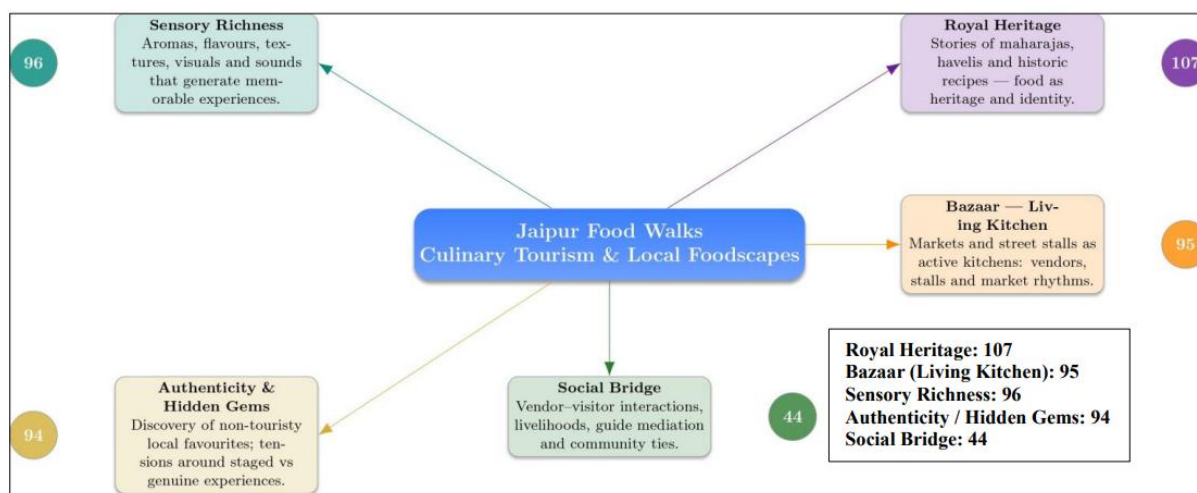 Sensory Richness
Aromas, flavours, tex-
tures, visuals and sounds
that generate mem-
orable experiences.
96
Royal Heritage
Stories of maharajas,
havelis and historic
recipes — food as
heritage and identity.
107
Jaipur Food Walks
Culinary Tourism & Local Foodscapes
Bazaar — Liv-
ing Kitchen
Markets and street stalls as
active kitchens: vendors,
stalls and market rhythms.
95
Authenticity &
Hidden Gems
Discovery of non-touristy
local favourites; ten-
sions around staged vs
genuine experiences.
94
Social Bridge
Vendor–visitor interactions,
livelihoods, guide mediation
and community ties.
44
Royal Heritage: 107
Bazaar (Living Kitchen): 95
Sensory Richness: 96
Authenticity / Hidden Gems: 94
Social Bridge: 44